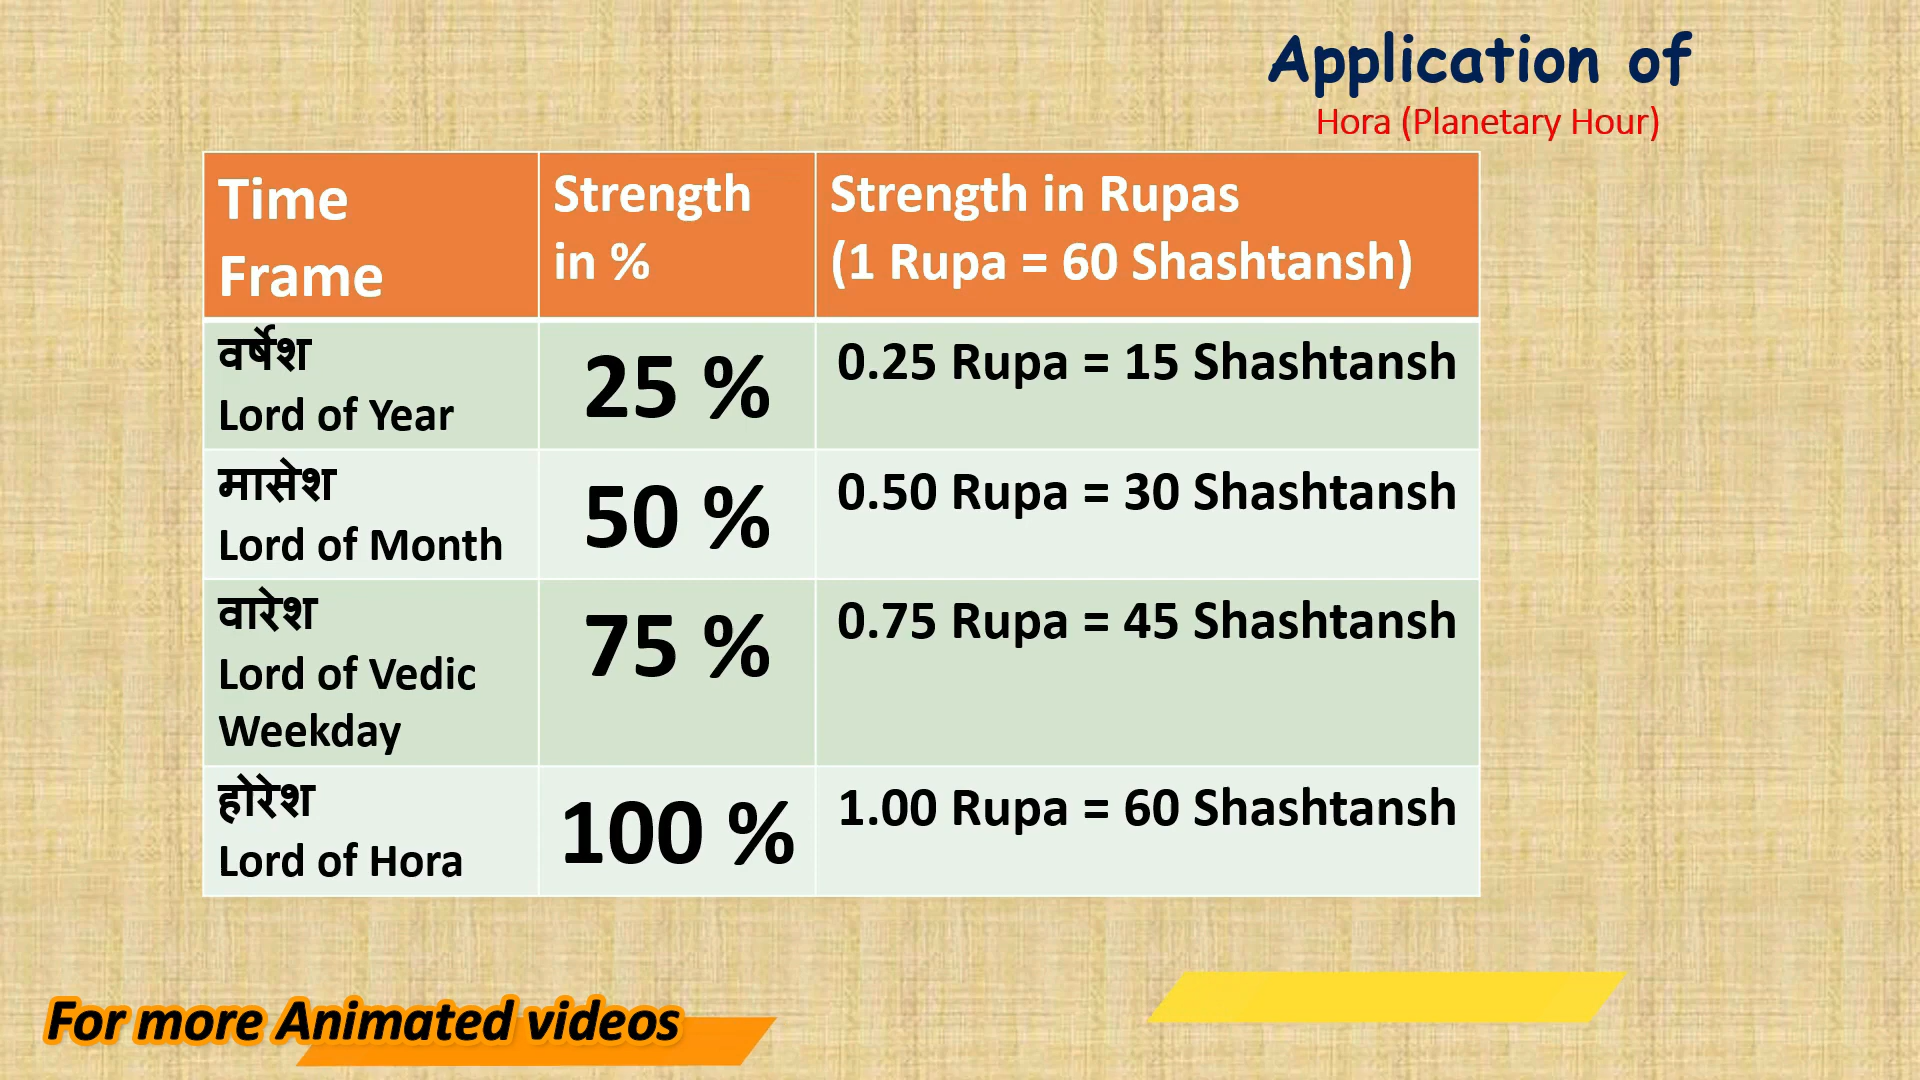 Application of
Hora (Planetary Hour)
Time
Frame
Strength
in %
Strength in Rupas
(1 Rupa = 60 Shashtansh)
वर्षेश
Lord of Year
25 %
0.25 Rupa = 15 Shashtansh
मासेश
Lord of Month
50 %
0.50 Rupa = 30 Shashtansh
वारेश
Lord of Vedic
Weekday
75 %
0.75 Rupa = 45 Shashtansh
होरेश
Lord of Hora
100 %
1.00 Rupa = 60 Shashtansh
For more Animated videos